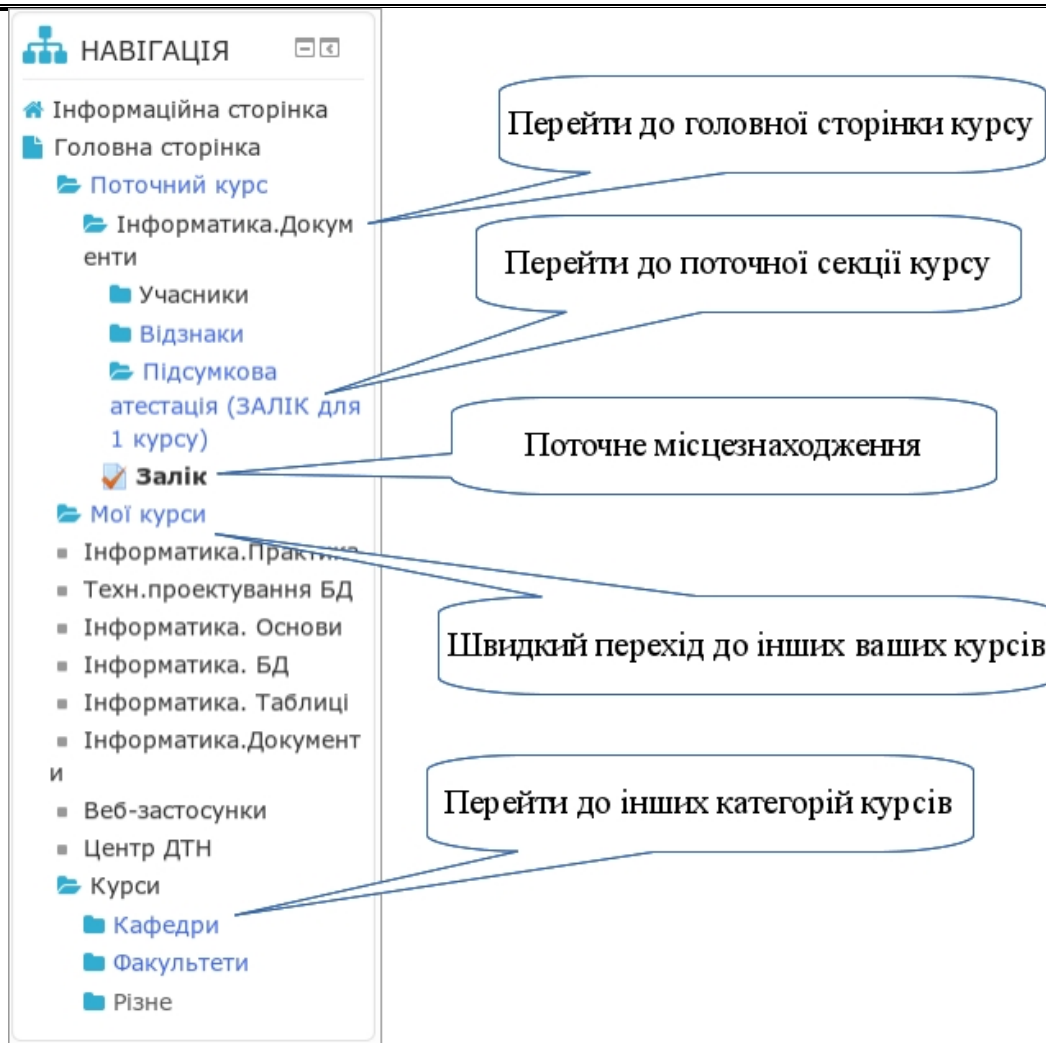 НАВІГАЦІЯ
Інформаційна сторінка
Головна сторінка
Поточний курс
Інформатика.Докум
енти
Учасники
Відзнаки
Підсумкова
атестація (ЗАЛІК для
1 курсу)
Залік
Мої курси
Інформатика.Практика
Техн.проектування БД
Інформатика. Основи
Інформатика. БД
Інформатика. Таблиці
Інформатика.Документ
и
Веб-застосунки
Центр ДТН
Курси
Кафедри
Факультети
Різне
Перейти до головної сторінки курсу
Перейти до поточної секції курсу
Поточне місцезнаходження
Швидкий перехід до інших ваших курсів
Перейти до інших категорій курсів